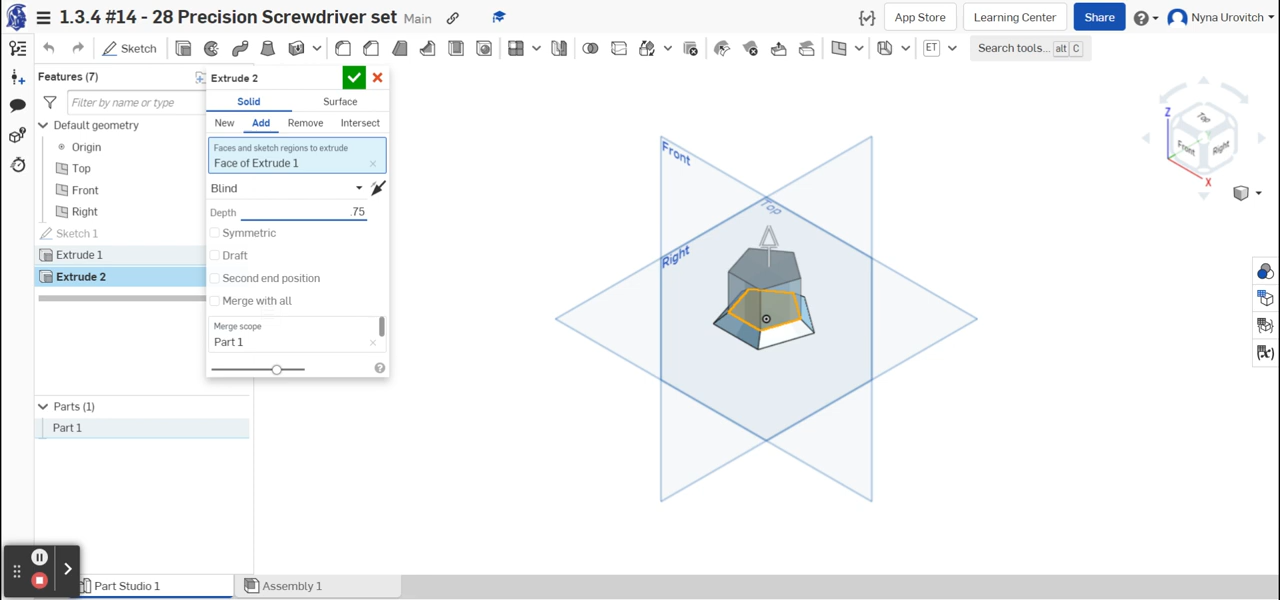 1.3.4 #14 - 28 Precision Screwdriver set Main
App Store
Learning Center
Share
Nyna Urovitch
Sketch
ET
Search tools... alt C
Features (7)
Filter by name or type
Default geometry
Origin
Top
Front
Right
Sketch 1
Extrude 1
Extrude 2
Parts (1)
Part 1
Extrude 2
Solid
Surface
New
Add
Remove
Intersect
Faces and sketch regions to extrude
Face of Extrude 1
Blind
Depth .75
Symmetric
Draft
Second end position
Merge with all
Merge scope
Part 1
Front
Top
Right
Z
Top
Front
Right
X
Part Studio 1
Assembly 1